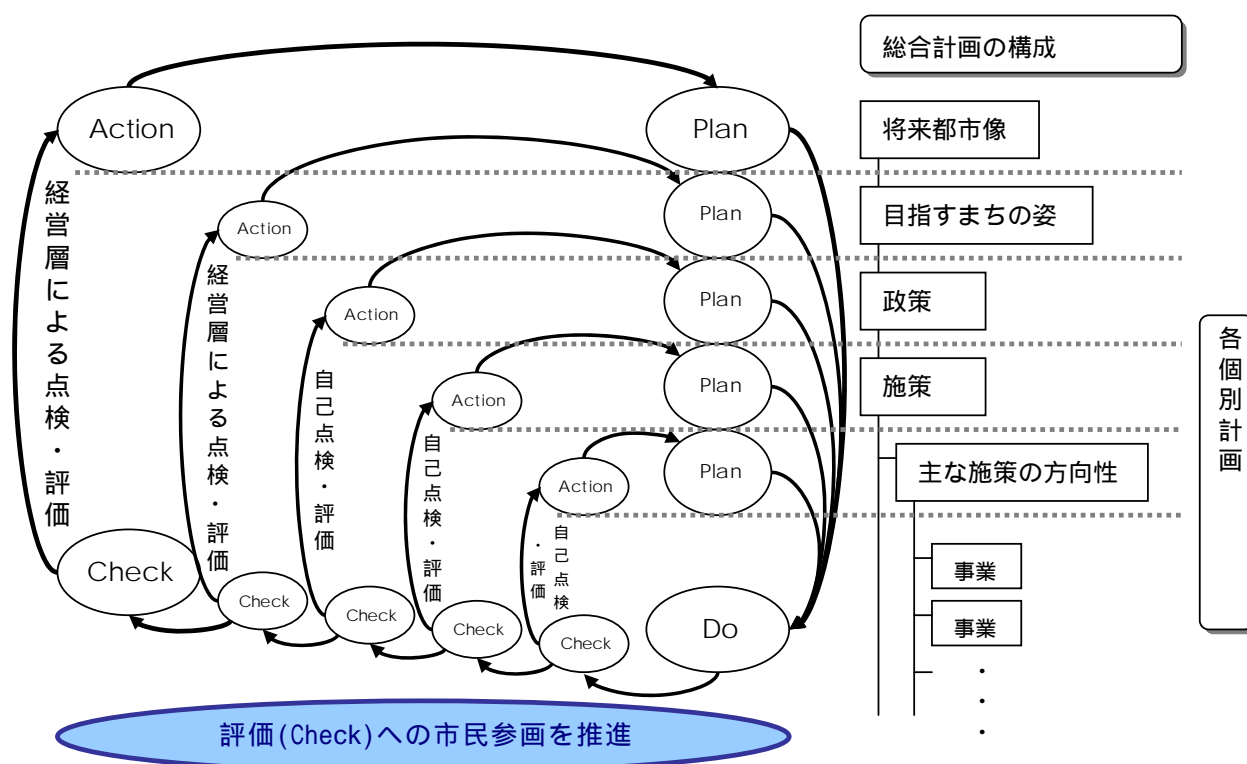 総合計画の構成
Action
Plan
将来都市像
経営層による点検・評価
Action
Plan
目指すまちの姿
経営層による点検・評価
Action
Plan
政策
自己点検・評価
Action
Plan
施策
自己点検・評価
Action
Plan
主な施策の方向性
自己点検
・評価
各個別計画
Check
Check
Check
Check
Check
Do
事業
事業
・
・
・
評価(Check)への市民参画を推進